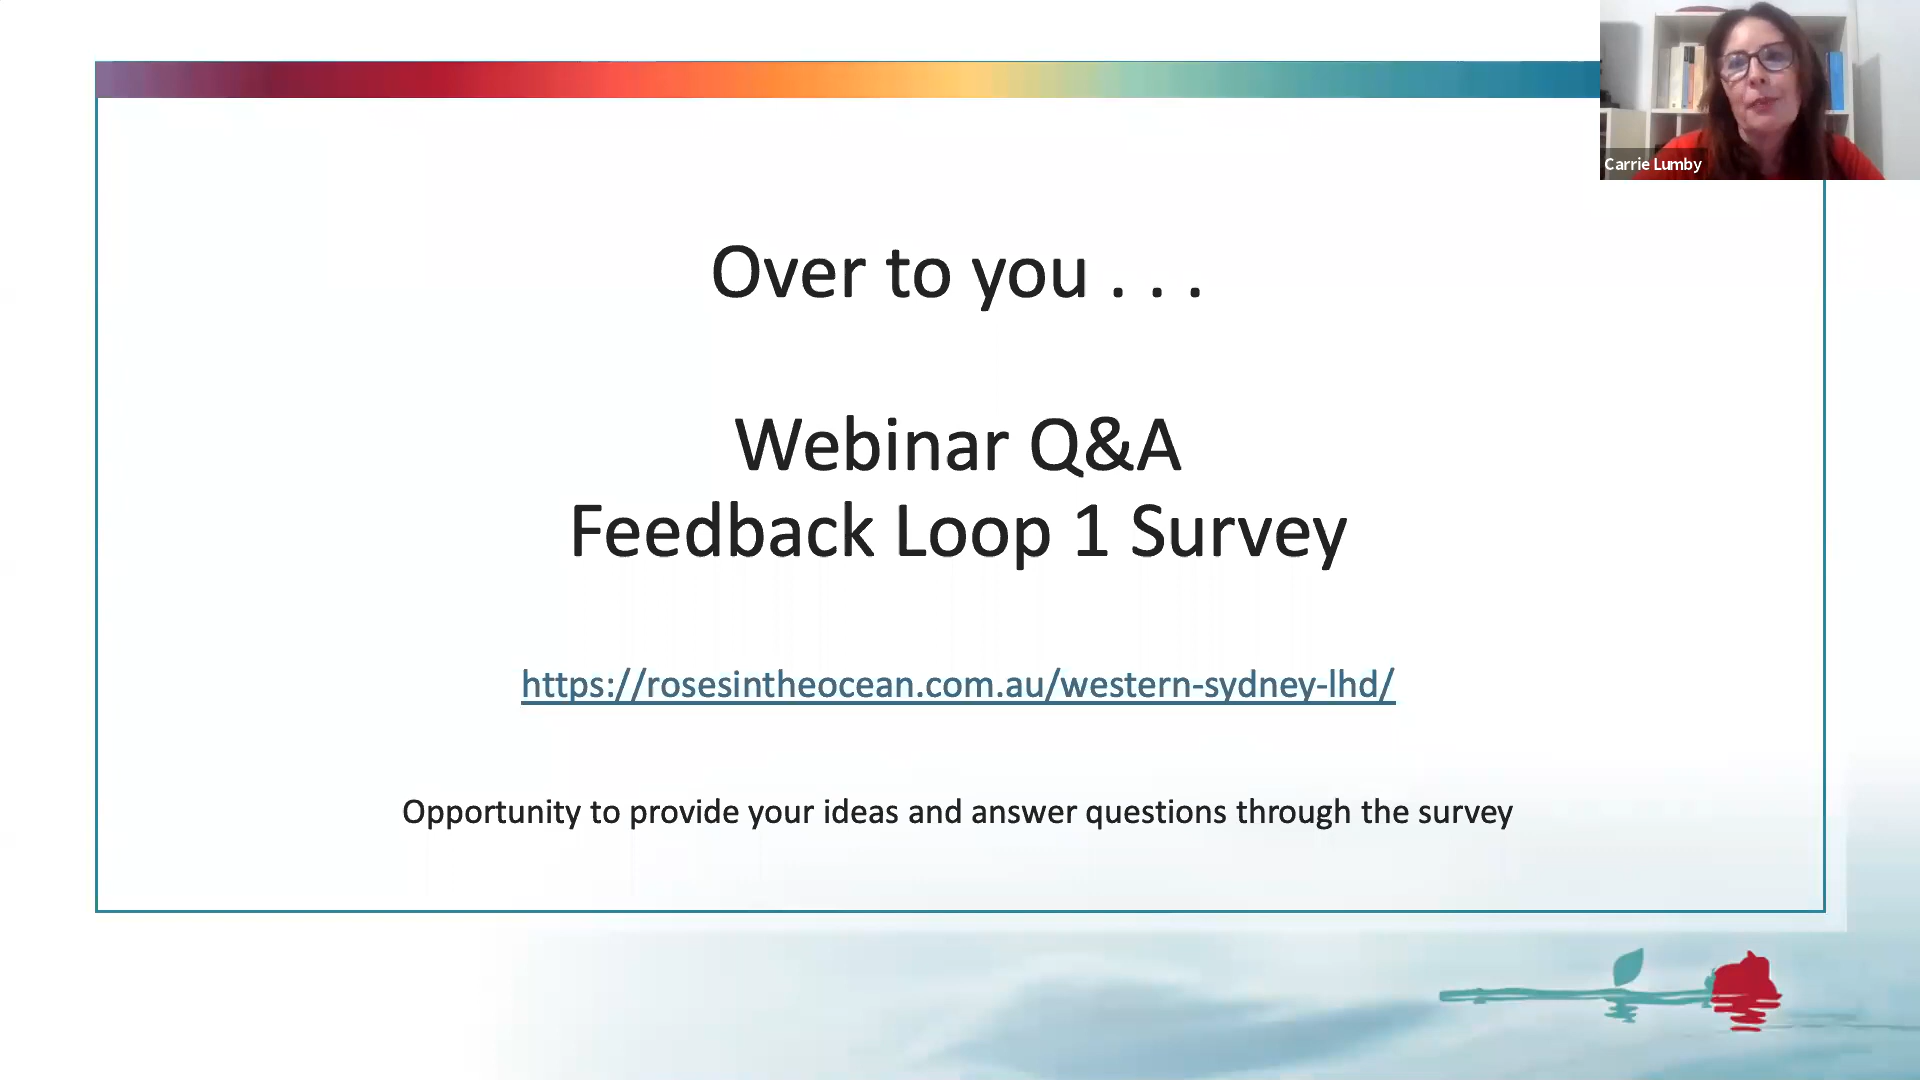 Carrie Lumby
Over to you . . .
Webinar Q&A
Feedback Loop 1 Survey
https://rosesintheocean.com.au/western-sydney-lhd/
Opportunity to provide your ideas and answer questions through the survey